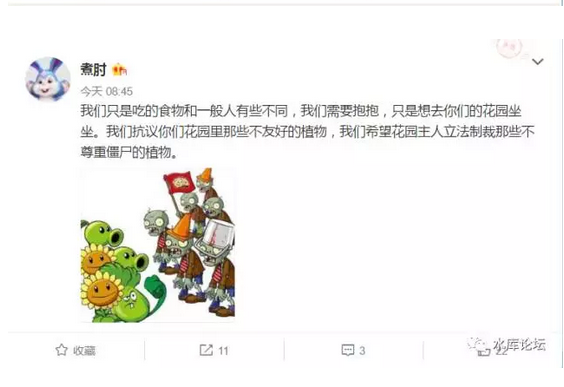 煮肘
今天 08:45
我们只是吃的食物和一般人有些不同，我们需要抱抱，只是想去你们的花园坐
坐。我们抗议你们花园里那些不友好的植物，我们希望花园主人立法制裁那些不
尊重僵尸的植物。
收藏
11
3
22
水库论坛